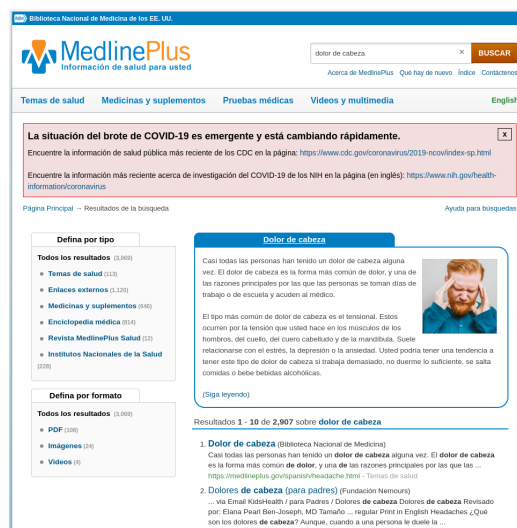 NIH Biblioteca Nacional de Medicina de los EE. UU.
MedlinePlus
Información de salud para usted
dolor de cabeza × BUSCAR
Acerca de MedlinePlus Qué hay de nuevo Índice Contáctenos
Temas de salud Medicinas y suplementos Pruebas médicas Videos y multimedia English
La situación del brote de COVID-19 es emergente y está cambiando rápidamente. x
Encuentre la información de salud pública más reciente de los CDC en la página: https://www.cdc.gov/coronavirus/2019-ncov/index-sp.html
Encuentre la información más reciente acerca de investigación del COVID-19 de los NIH en la página (en inglés): https://www.nih.gov/health-
information/coronavirus
Página Principal → Resultados de la búsqueda Ayuda para búsquedas
Defina por tipo
Todos los resultados (3,069)
Temas de salud (113)
Enlaces externos (1,120)
Medicinas y suplementos (646)
Enciclopedia médica (814)
Revista MedlinePlus Salud (12)
Institutos Nacionales de la Salud
(228)
Defina por formato
Todos los resultados (3,069)
PDF (108)
Imágenes (24)
Videos (4)
Dolor de cabeza
Casi todas las personas han tenido un dolor de cabeza alguna
vez. El dolor de cabeza es la forma más común de dolor, y una de
las razones principales por las que las personas se toman días de
trabajo o de escuela y acuden al médico.
El tipo más común de dolor de cabeza es el tensional. Estos
ocurren por la tensión que usted hace en los músculos de los
hombros, del cuello, del cuero cabelludo y de la mandíbula. Suele
relacionarse con el estrés, la depresión o la ansiedad. Usted podría tener una tendencia a
tener este tipo de dolor de cabeza si trabaja demasiado, no duerme lo suficiente, se salta
comidas o bebe bebidas alcohólicas.
(Siga leyendo)
Resultados 1 - 10 de 2,907 sobre dolor de cabeza
1. Dolor de cabeza (Biblioteca Nacional de Medicina)
Casi todas las personas han tenido un dolor de cabeza alguna vez. El dolor de cabeza
es la forma más común de dolor, y una de las razones principales por las que las ...
https://medlineplus.gov/spanish/headache.html - Temas de salud
2. Dolores de cabeza (para padres) (Fundación Nemours)
... via Email KidsHealth / para Padres / Dolores de cabeza Dolores de cabeza Revisado
por: Elana Pearl Ben-Joseph, MD Tamaño ... regular Print in English Headaches ¿Qué
son los dolores de cabeza? Aunque, cuando a una persona le duele la ...